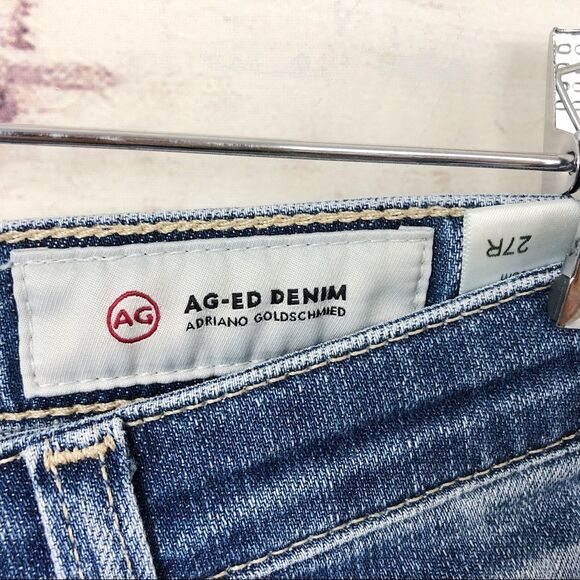 AG
AG-ED DENIM
ADRIANO GOLDSCHMIED
27R